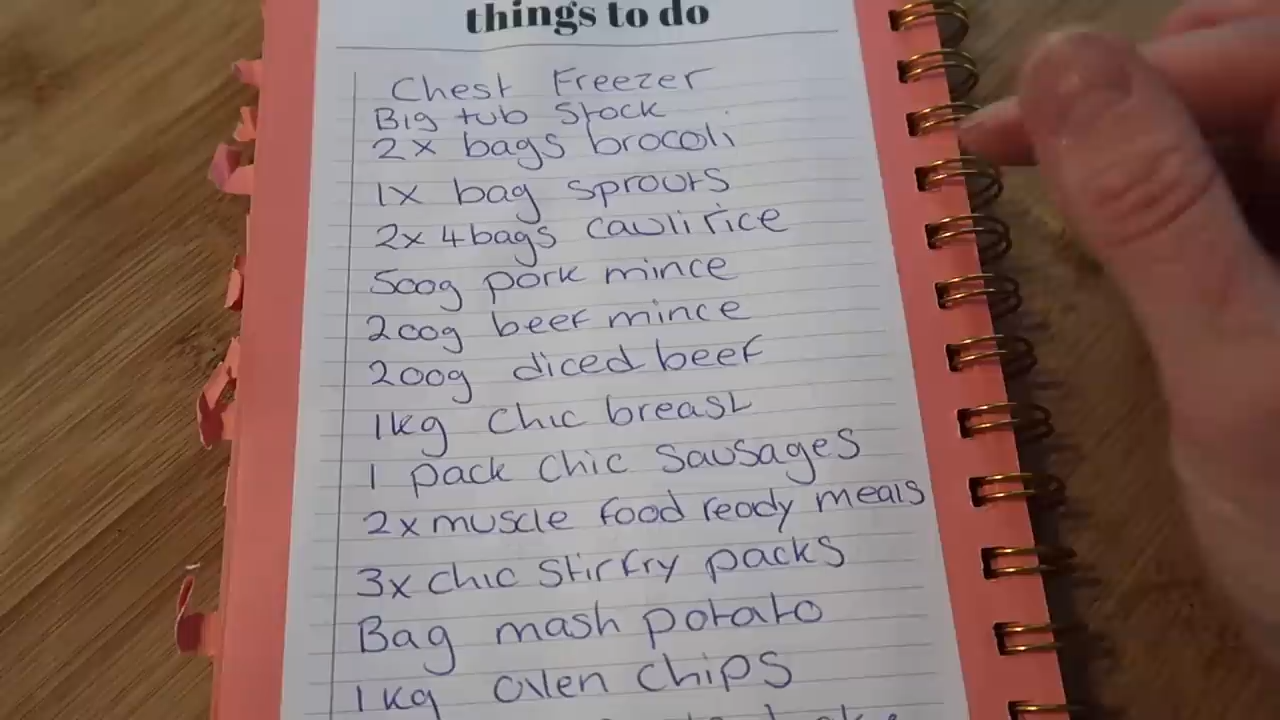 things to do
Chest Freezer
Big tub Stock
2x bags brocoli
1x bag sprouts
2x 4bags cauli rice
500g pork mince
200g beef mince
200g diced beef
1kg Chic breast
1 pack Chic Sausages
2x muscle food ready meals
3x Chic Stirfry packs
Bag mash potato
1kg oven chips